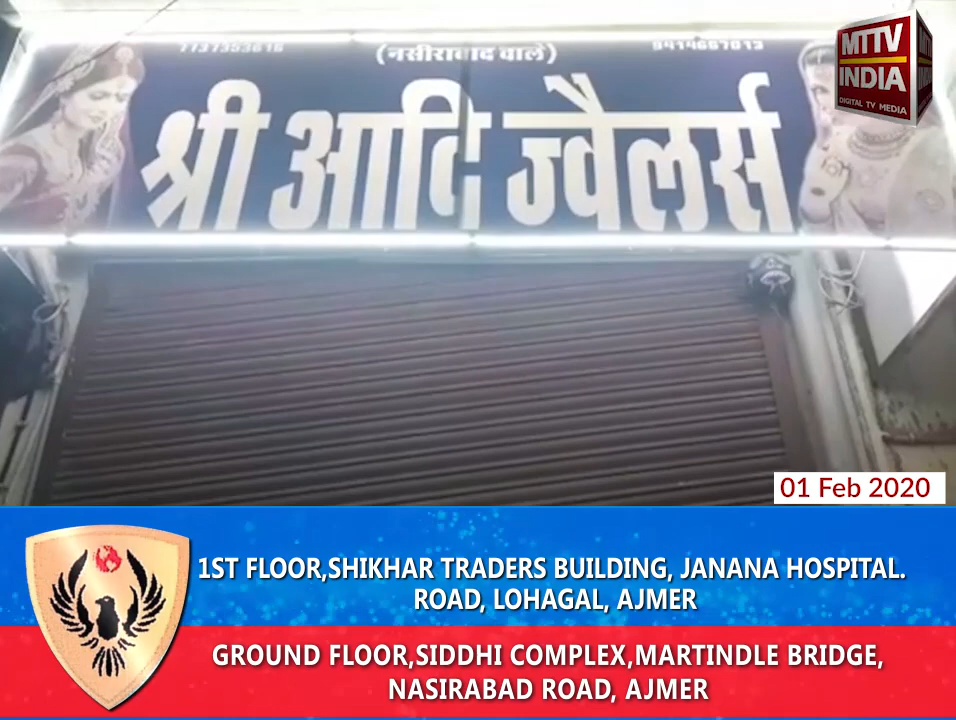 7737353616
(नसीराबाद वाले)
9414667013
श्री आदि ज्वैलर्स
MTTV
INDIA
DIGITAL TV MEDIA
01 Feb 2020
1ST FLOOR,SHIKHAR TRADERS BUILDING, JANANA HOSPITAL.
ROAD, LOHAGAL, AJMER
GROUND FLOOR,SIDDHI COMPLEX,MARTINDLE BRIDGE,
NASIRABAD ROAD, AJMER